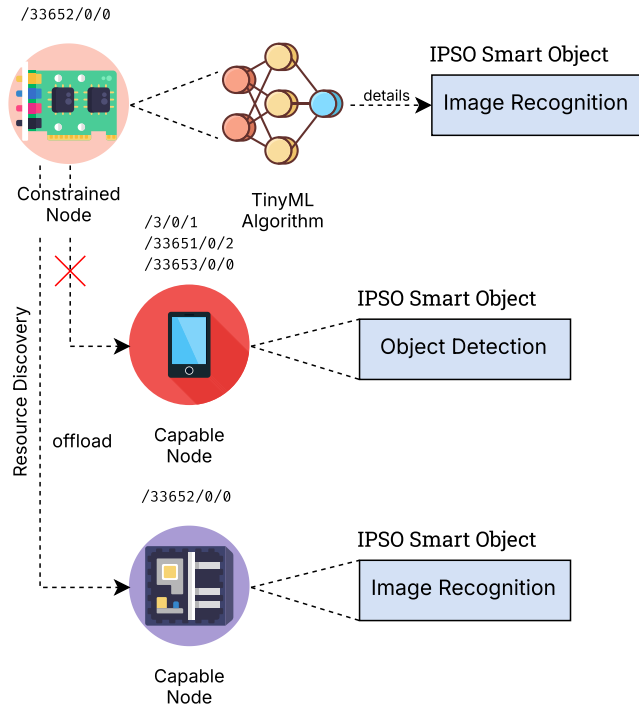 /33652/0/0
IPSO Smart Object
Image Recognition
details
Constrained
Node
TinyML
Algorithm
/3/0/1
/33651/0/2
/33653/0/0
IPSO Smart Object
Object Detection
Resource Discovery
offload
Capable
Node
/33652/0/0
IPSO Smart Object
Image Recognition
Capable
Node